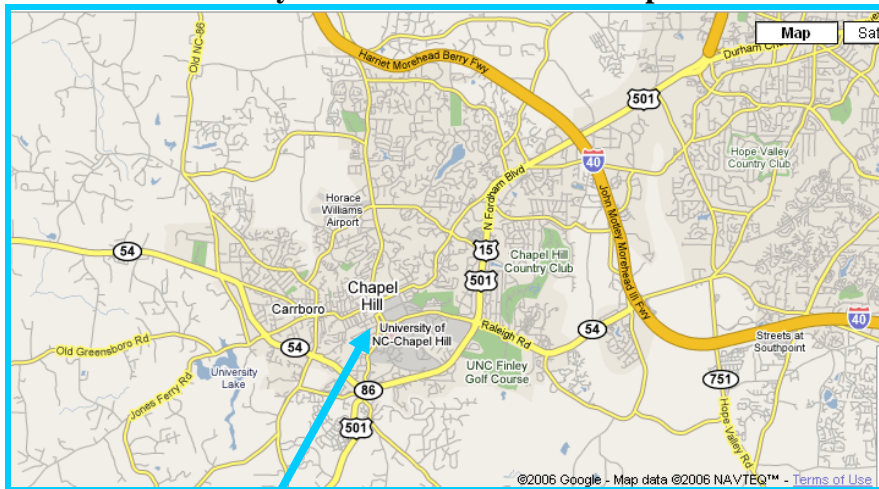 Map
Sat
Old NC-86
Harriet Morehead Berry Fwy
501
Hope Valley
Country Club
40
N Fordham Blvd
John Motley Morehead III Fwy
Horace
Williams
Airport
54
15
501
Chapel Hill
Country Club
Chapel
Hill
Carrboro
University of
NC-Chapel Hill
Raleigh Rd
54
40
Streets at
Southpoint
Old Greensboro Rd
54
University
Lake
UNC Finley
Golf Course
Jones Ferry Rd
86
751
Hope Valley Rd
501
©2006 Google - Map data ©2006 NAVTEQ™ - Terms of Use